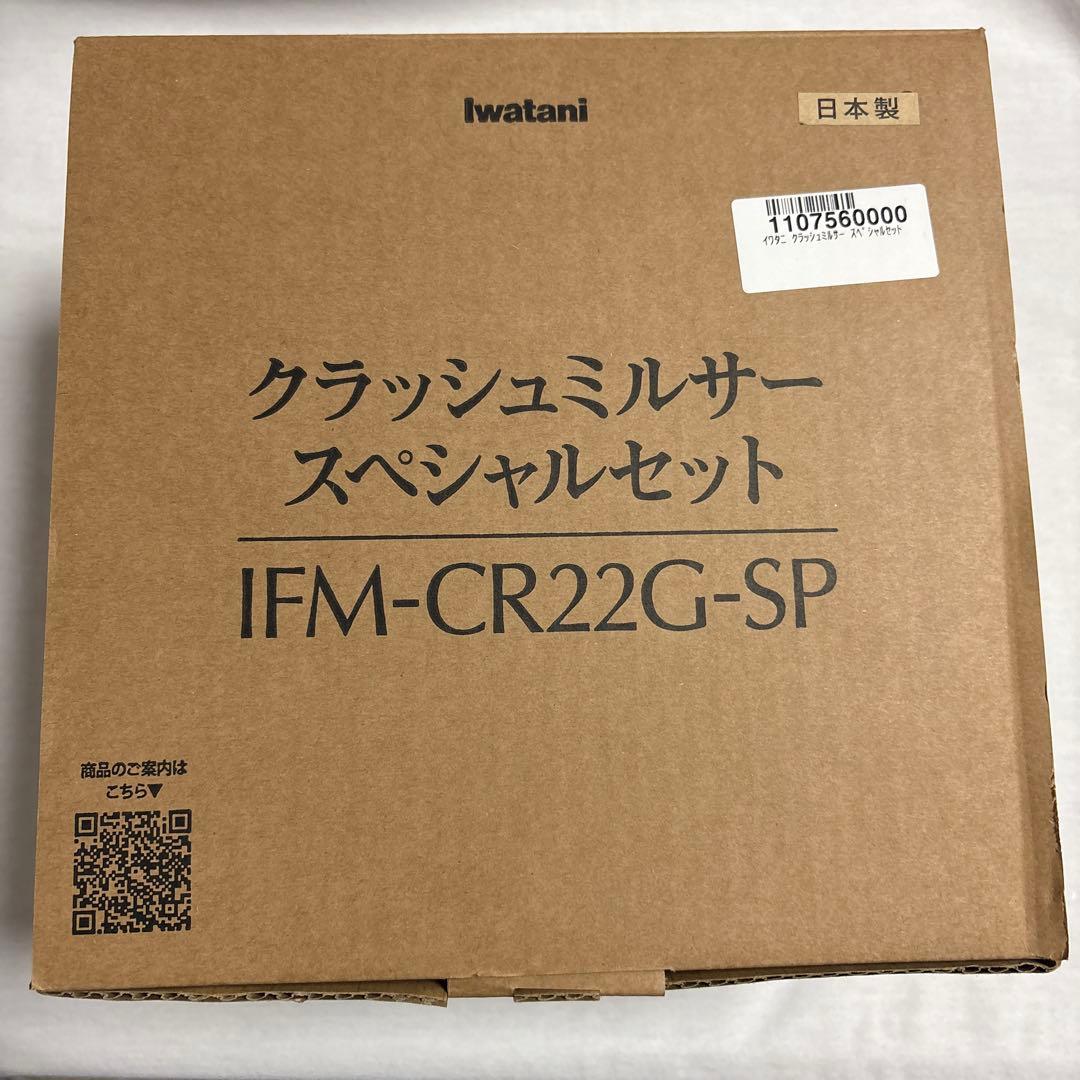 Iwatani
日本製
1107560000
イワタニ クラッシュミルサー スペシャルセット
クラッシュミルサー
スペシャルセット
IFM-CR22G-SP
商品のご案内は
こちら▼